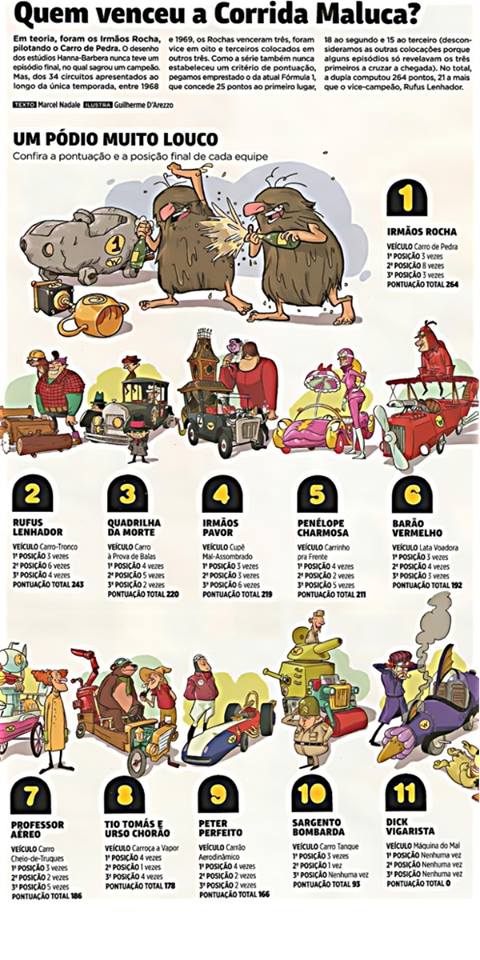 Quem venceu a Corrida Maluca?
Em teoria, foram os Irmãos Rocha,
pilotando o Carro de Pedra. O desenho
dos estúdios Hanna-Barbera nunca teve um
episódio final, no qual sagrou um campeão.
Mas, dos 34 circuitos apresentados ao
longo da única temporada, entre 1968
e 1969, os Rochas venceram três, foram
vice em oito e terceiros colocados em
outros três. Como a série também nunca
estabeleceu um critério de pontuação,
pegamos emprestado o da atual Fórmula 1,
que concede 25 pontos ao primeiro lugar,
18 ao segundo e 15 ao terceiro (descon-
sideramos as outras colocações porque
alguns episódios só revelavam os três
primeiros a cruzar a chegada). No total,
a dupla computou 264 pontos, 21 a mais
que o vice-campeão, Rufus Lenhador.
TEXTO Marcel Nadale ILUSTRA Guilherme D'Arezzo
UM PÓDIO MUITO LOUCO
Confira a pontuação e a posição final de cada equipe
1
1
IRMÃOS ROCHA
VEÍCULO Carro de Pedra
1ª POSIÇÃO 3 vezes
2ª POSIÇÃO 8 vezes
3ª POSIÇÃO 3 vezes
PONTUAÇÃO TOTAL 264
2
RUFUS
LENHADOR
VEÍCULO Carro-Tronco
1ª POSIÇÃO 3 vezes
2ª POSIÇÃO 6 vezes
3ª POSIÇÃO 4 vezes
PONTUAÇÃO TOTAL 243
3
QUADRILHA
DA MORTE
VEÍCULO Carro
à Prova de Balas
1ª POSIÇÃO 4 vezes
2ª POSIÇÃO 5 vezes
3ª POSIÇÃO 2 vezes
PONTUAÇÃO TOTAL 220
4
IRMÃOS
PAVOR
VEÍCULO Cupê
Mal-Assombrado
1ª POSIÇÃO 3 vezes
2ª POSIÇÃO 3 vezes
3ª POSIÇÃO 6 vezes
PONTUAÇÃO TOTAL 219
5
PENÉLOPE
CHARMOSA
VEÍCULO Carrinho
pra Frente
1ª POSIÇÃO 4 vezes
2ª POSIÇÃO 2 vezes
3ª POSIÇÃO 5 vezes
PONTUAÇÃO TOTAL 211
6
BARÃO
VERMELHO
VEÍCULO Lata Voadora
1ª POSIÇÃO 3 vezes
2ª POSIÇÃO 4 vezes
3ª POSIÇÃO 3 vezes
PONTUAÇÃO TOTAL 192
7
PROFESSOR
AÉREO
VEÍCULO Carro
Cheio-de-Truques
1ª POSIÇÃO 3 vezes
2ª POSIÇÃO 2 vezes
3ª POSIÇÃO 5 vezes
PONTUAÇÃO TOTAL 186
8
TIO TOMÁS E
URSO CHORÃO
VEÍCULO Carroça a Vapor
1ª POSIÇÃO 4 vezes
2ª POSIÇÃO 1 vezes
3ª POSIÇÃO 4 vezes
PONTUAÇÃO TOTAL 178
9
PETER
PERFEITO
VEÍCULO Carrão
Aerodinâmico
1ª POSIÇÃO 4 vezes
2ª POSIÇÃO 2 vezes
3ª POSIÇÃO 2 vezes
PONTUAÇÃO TOTAL 166
10
SARGENTO
BOMBARDA
VEÍCULO Carro Tanque
1ª POSIÇÃO 3 vezes
2ª POSIÇÃO 1 vez
3ª POSIÇÃO Nenhuma vez
PONTUAÇÃO TOTAL 93
11
DICK
VIGARISTA
VEÍCULO Máquina do Mal
1ª POSIÇÃO Nenhuma vez
2ª POSIÇÃO Nenhuma vez
3ª POSIÇÃO Nenhuma vez
PONTUAÇÃO TOTAL 0